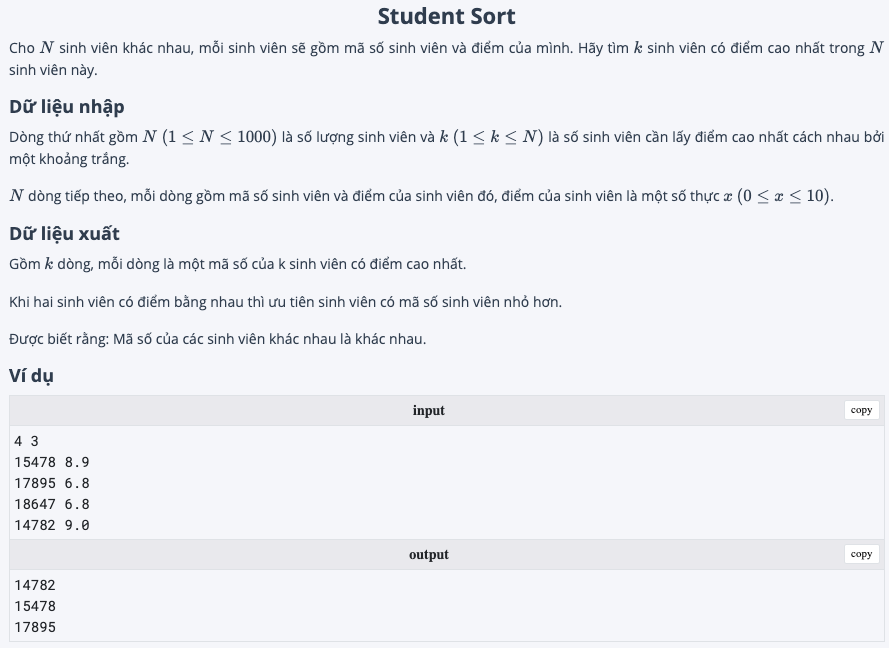 Student Sort
Cho N sinh viên khác nhau, mỗi sinh viên sẽ gồm mã số sinh viên và điểm của mình. Hãy tìm k sinh viên có điểm cao nhất trong N
sinh viên này.
Dữ liệu nhập
Dòng thứ nhất gồm N (1 ≤ N ≤ 1000) là số lượng sinh viên và k (1 ≤ k ≤ N) là số sinh viên cần lấy điểm cao nhất cách nhau bởi
một khoảng trắng.
N dòng tiếp theo, mỗi dòng gồm mã số sinh viên và điểm của sinh viên đó, điểm của sinh viên là một số thực x (0 ≤ x ≤ 10).
Dữ liệu xuất
Gồm k dòng, mỗi dòng là một mã số của k sinh viên có điểm cao nhất.
Khi hai sinh viên có điểm bằng nhau thì ưu tiên sinh viên có mã số sinh viên nhỏ hơn.
Được biết rằng: Mã số của các sinh viên khác nhau là khác nhau.
Ví dụ
input copy
4 3
15478 8.9
17895 6.8
18647 6.8
14782 9.0
output copy
14782
15478
17895